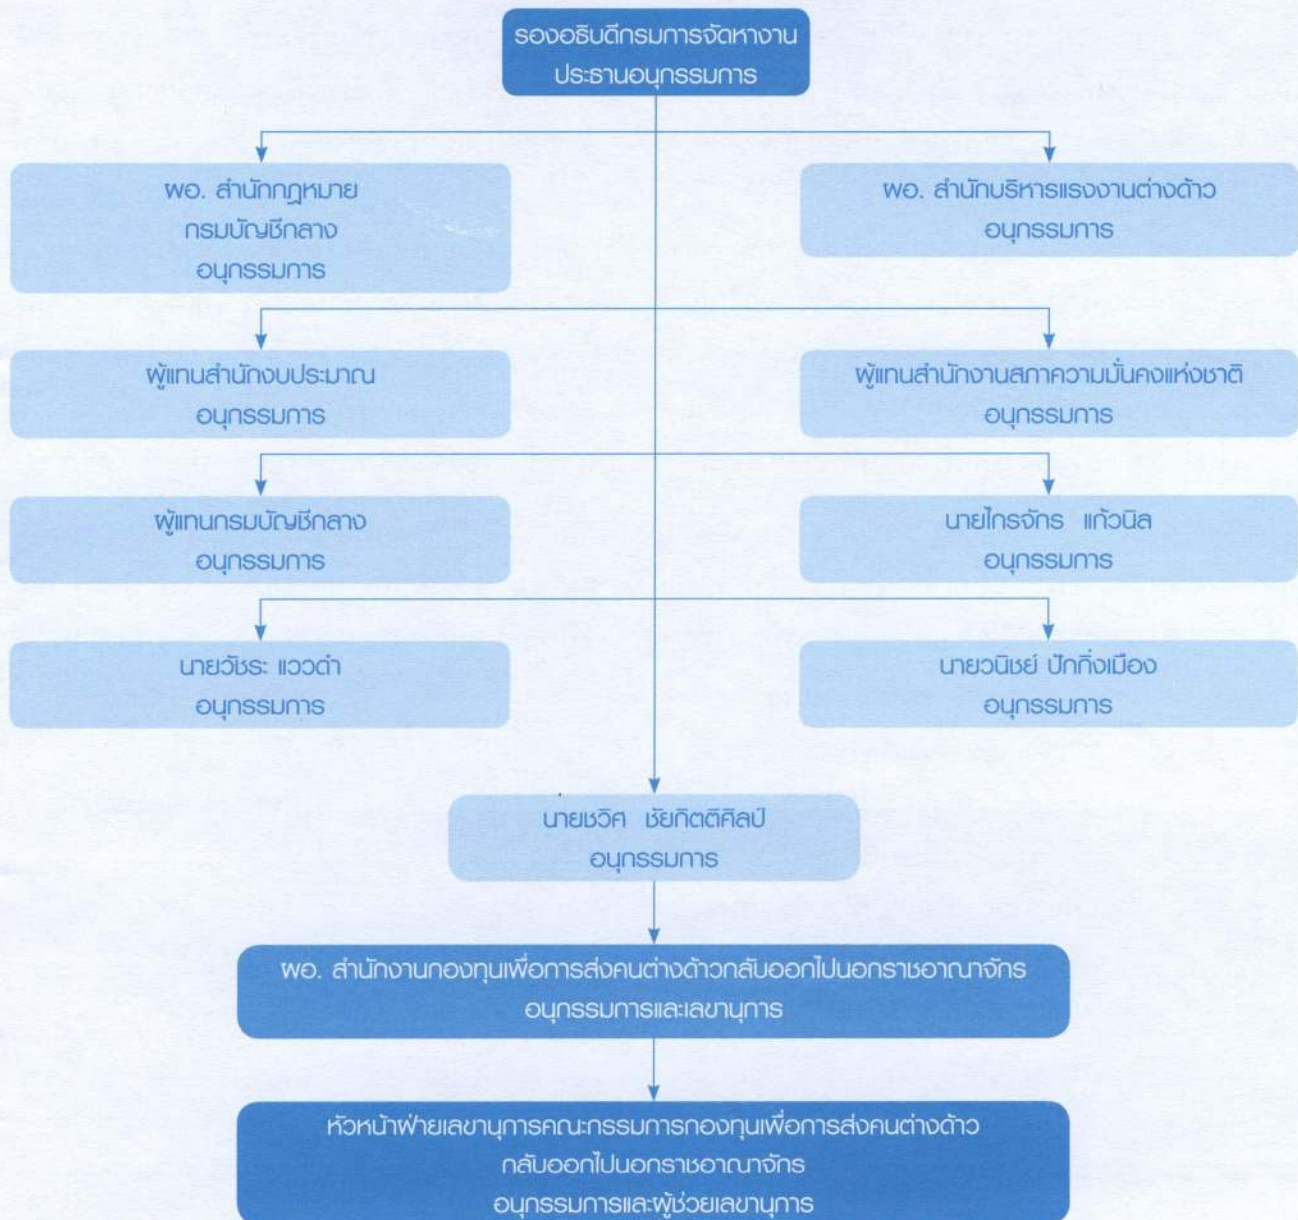 รองอธิบดีกรมการจัดหางาน
ประธานอนุกรรมการ
ผอ. สำนักกฎหมาย
กรมบัญชีกลาง
อนุกรรมการ
ผอ. สำนักบริหารแรงงานต่างด้าว
อนุกรรมการ
ผู้แทนสำนักงบประมาณ
อนุกรรมการ
ผู้แทนสำนักงานสภาความมั่นคงแห่งชาติ
อนุกรรมการ
ผู้แทนกรมบัญชีกลาง
อนุกรรมการ
นายไกรจักร แก้วนิล
อนุกรรมการ
นายวัชระ แววดำ
อนุกรรมการ
นายวนิชย์ ปักกิ่งเมือง
อนุกรรมการ
นายชวิศ ชัยกิตติศิลป์
อนุกรรมการ
ผอ. สำนักงานกองทุนเพื่อการส่งคนต่างด้าวกลับออกไปนอกราชอาณาจักร
อนุกรรมการและเลขานุการ
หัวหน้าฝ่ายเลขานุการคณะกรรมการกองทุนเพื่อการส่งคนต่างด้าว
กลับออกไปนอกราชอาณาจักร
อนุกรรมการและผู้ช่วยเลขานุการ